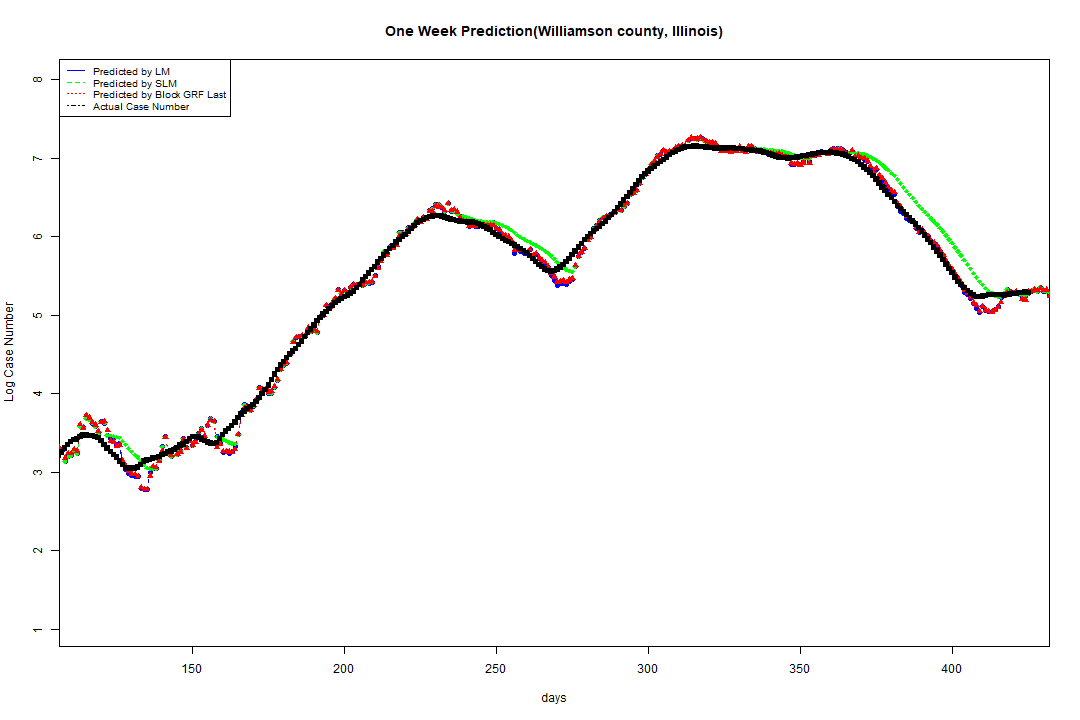 One Week Prediction(Williamson county, Illinois)
Predicted by LM
Predicted by SLM
Predicted by Block GRF Last
Actual Case Number
8
7
6
5
4
3
2
1
Log Case Number
150 200 250 300 350 400
days